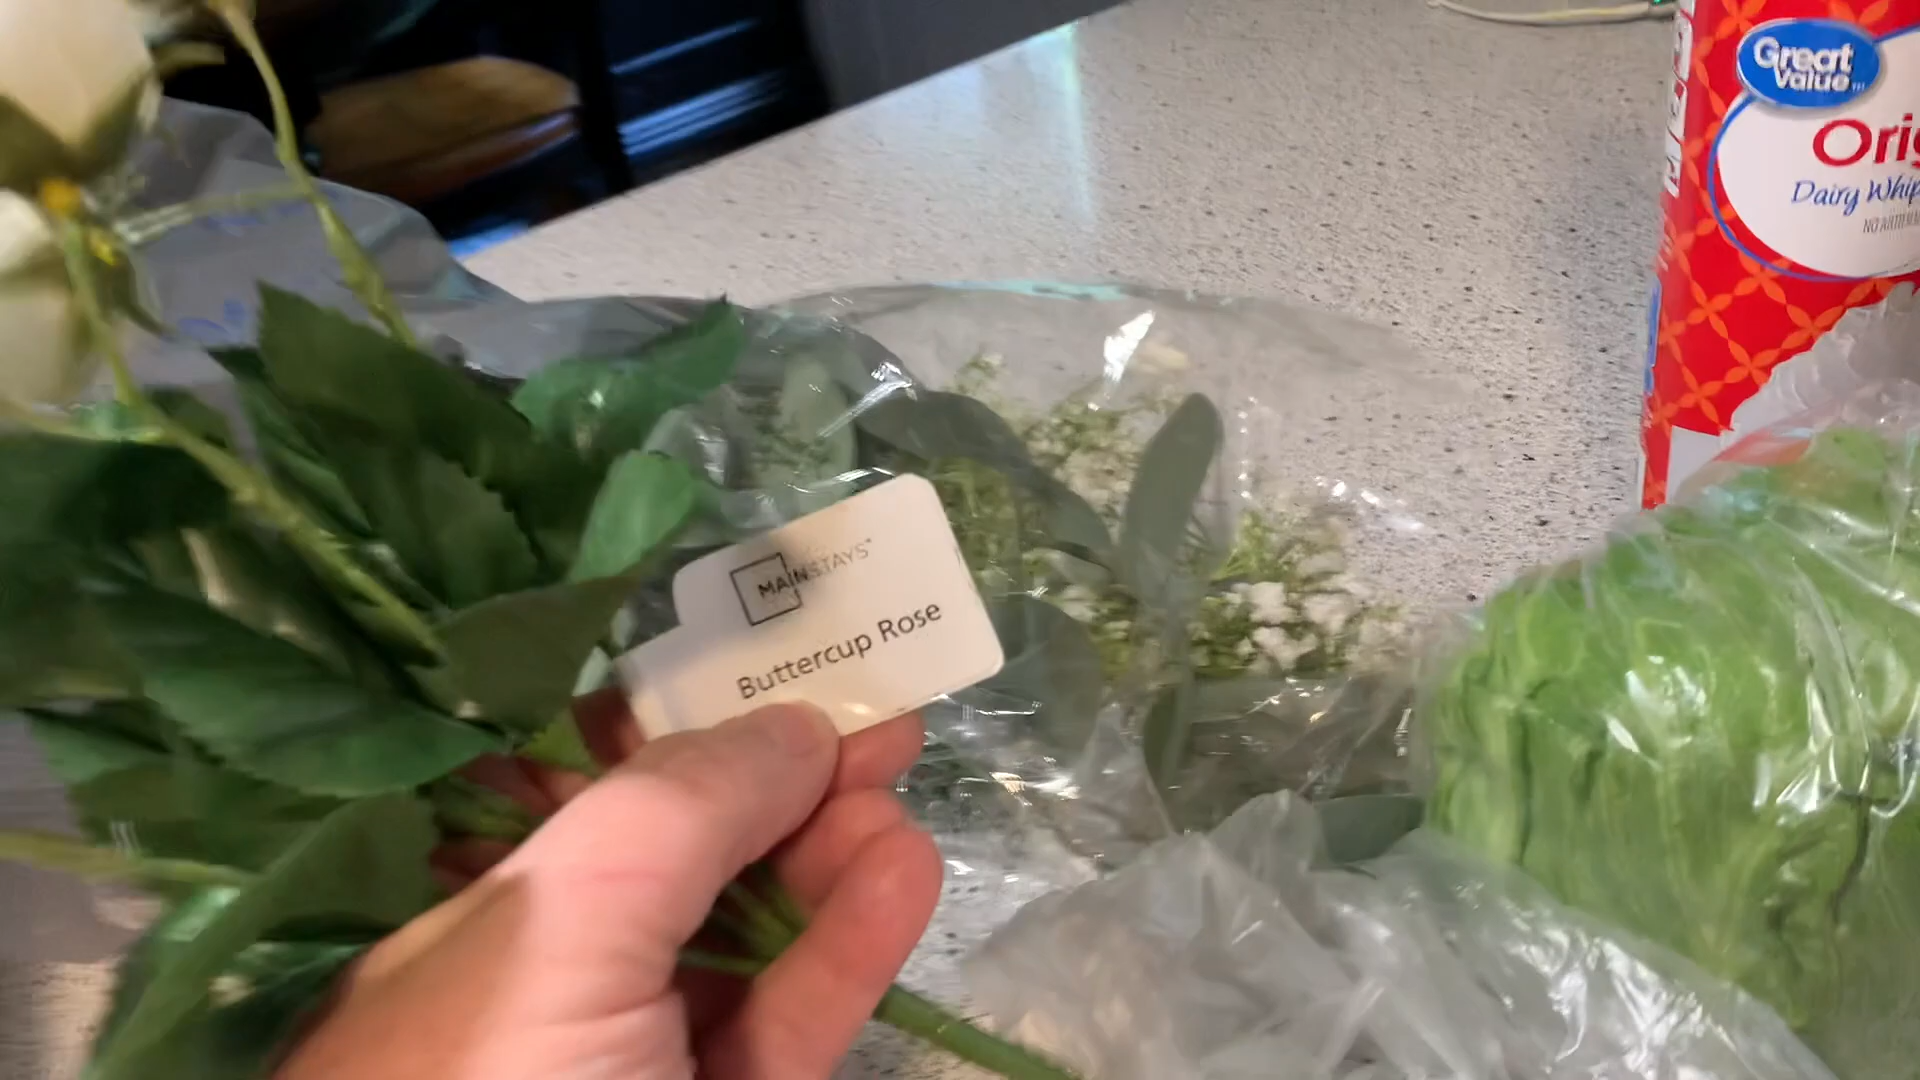 Great
Value
Orig
Dairy Whip
MAINSTAYS
Buttercup Rose